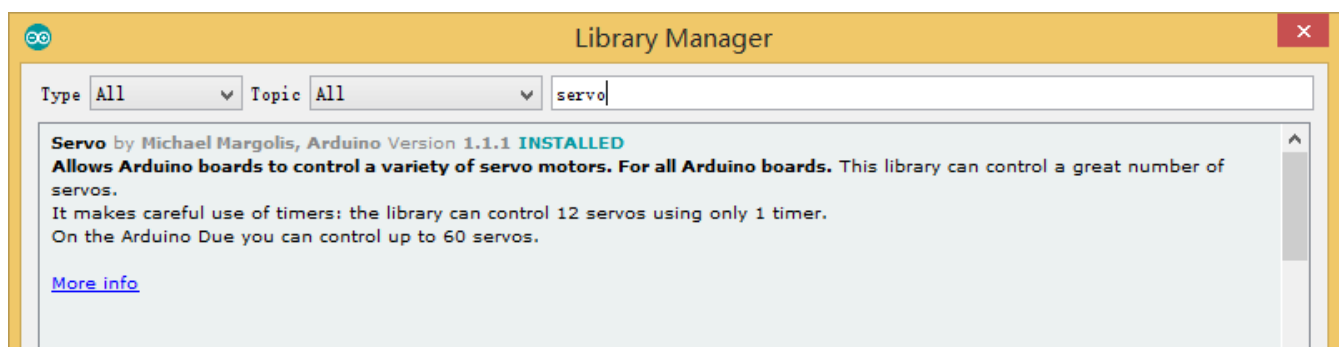 Library Manager
Type All Topic All servo
Servo by Michael Margolis, Arduino Version 1.1.1 INSTALLED
Allows Arduino boards to control a variety of servo motors. For all Arduino boards. This library can control a great number of
servos.
It makes careful use of timers: the library can control 12 servos using only 1 timer.
On the Arduino Due you can control up to 60 servos.
More info